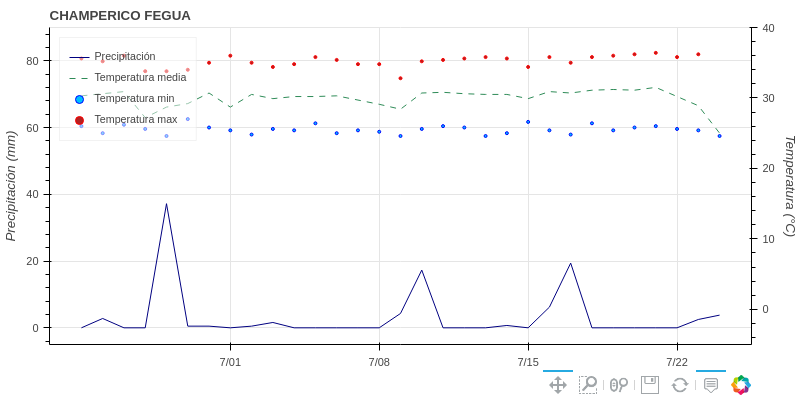 CHAMPERICO FEGUA
Precipitación
Temperatura media
Temperatura min
Temperatura max
Precipitación (mm)
80
60
40
20
0
Temperatura (°C)
40
30
20
10
0
7/01
7/08
7/15
7/22